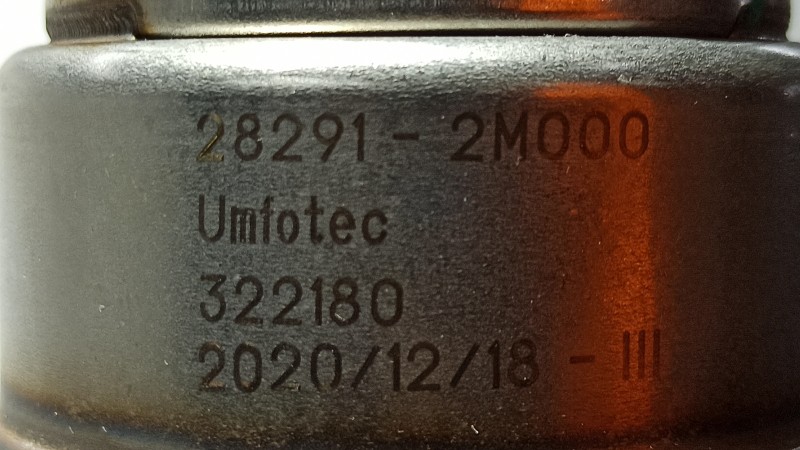 28291 - 2M000
Umfotec
322180
2020/12/18 - III